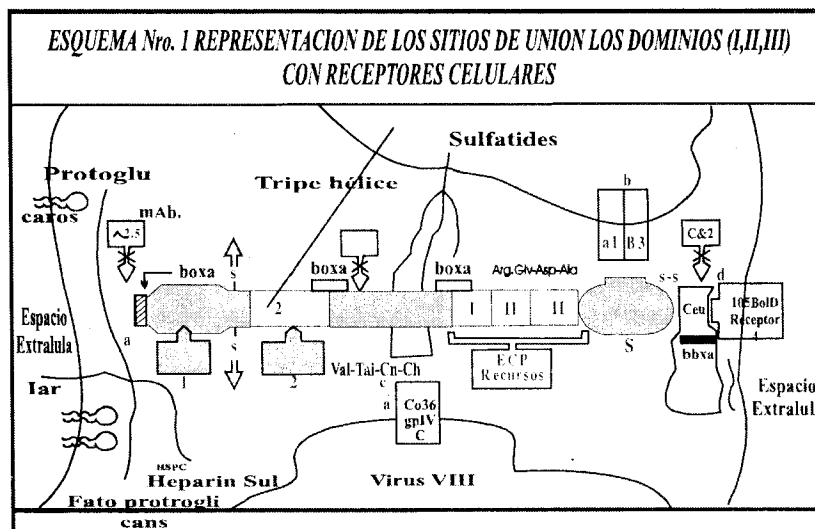 ESQUEMA Nro. 1 REPRESENTACION DE LOS SITIOS DE UNION LOS DOMINIOS (I,II,III)
CON RECEPTORES CELULARES
Sulfatides
Protoglu
caros
Tripe hélice
mAb.
~2.5
b
a1 B3
C&2
boxa
boxa
boxa
Arg.Glv-Asp-Ala
s-s
d
s
2
I II II
Ceu
105BolD
Receptor
Espacio
Extralula
a
s
S
bbxa
1
2
Val-Tai-Cn-Ch
ECP
Recursos
c
a
Co36
gpIV
C
Espacio
Extralula
Iar
HSPC
Heparin Sul
Virus VIII
Fato protrogli
cans